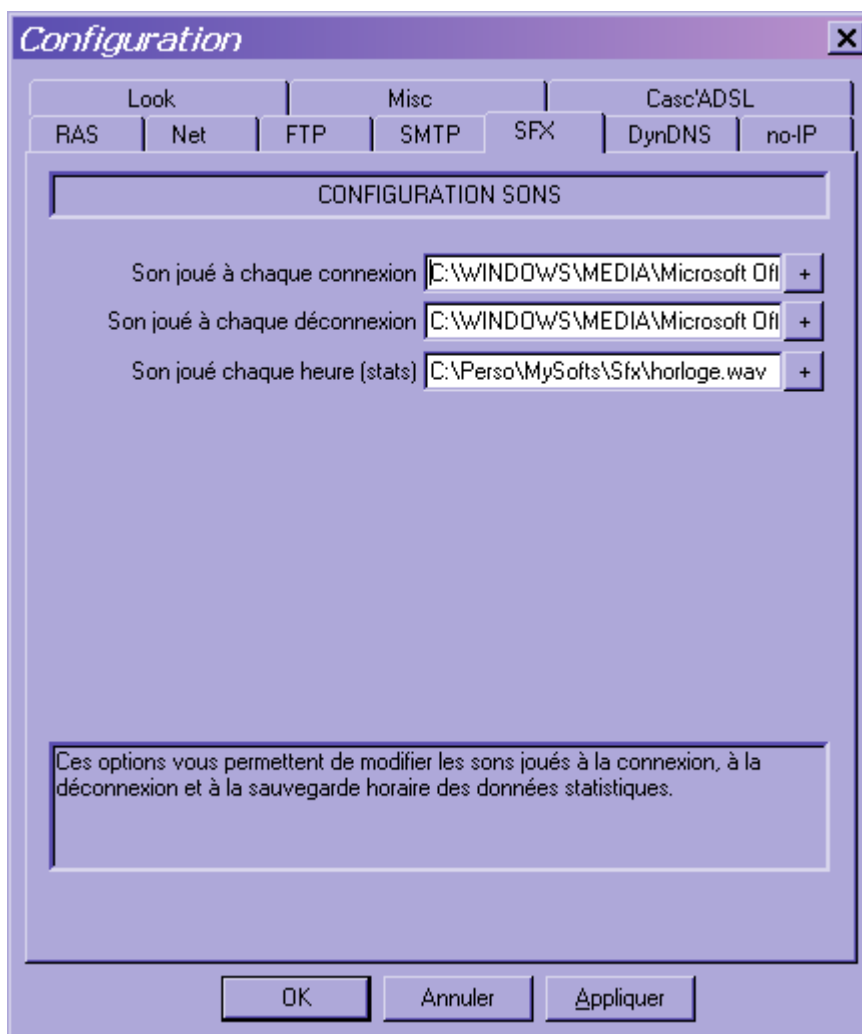 Configuration
Look Misc Casc'ADSL
RAS Net FTP SMTP SFX DynDNS no-IP
CONFIGURATION SONS
Son joué à chaque connexion C:\WINDOWS\MEDIA\Microsoft Off +
Son joué à chaque déconnexion C:\WINDOWS\MEDIA\Microsoft Off +
Son joué chaque heure (stats) C:\Perso\MySofts\Sfx\horloge.wav +
Ces options vous permettent de modifier les sons joués à la connexion, à la
déconnexion et à la sauvegarde horaire des données statistiques.
OK Annuler Appliquer